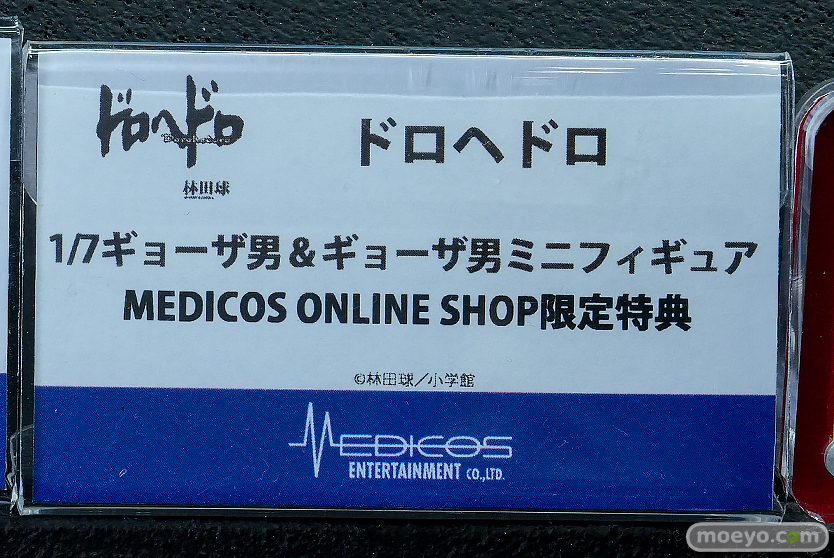 ドロヘドロ
Dorohedoro
林田球
ドロヘドロ
1/7ギョーザ男＆ギョーザ男ミニフィギュア
MEDICOS ONLINE SHOP限定特典
©林田球／小学館
MEDICOS
ENTERTAINMENT CO.,LTD.
moeyo.com